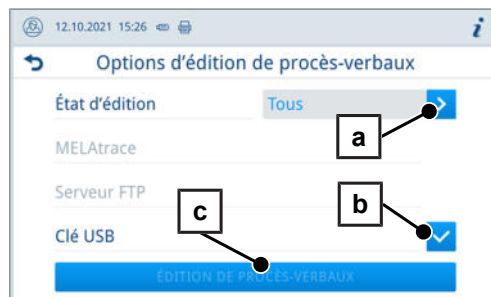 12.10.2021 15:26 i
Options d'édition de procès-verbaux
État d'édition Tous
a
MELAtrace
Serveur FTP
c b
Clé USB
ÉDITION DE PROCÈS-VERBAUX